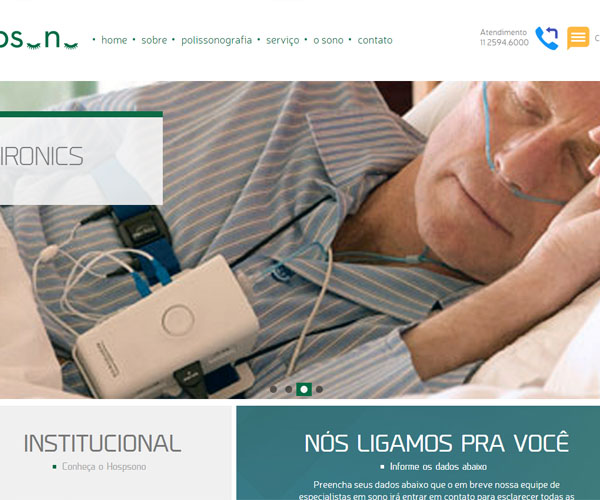 • home • sobre • polissonografia • serviço • o sono • contato
Atendimento
11.2594.6000
IRONICS
INSTITUCIONAL
Conheça o Hospsono
NÓS LIGAMOS PRA VOCÊ
Informe os dados abaixo
Preencha seus dados abaixo que o em breve nossa equipe de
especialistas em sono irá entrar em contato para esclarecer todas as